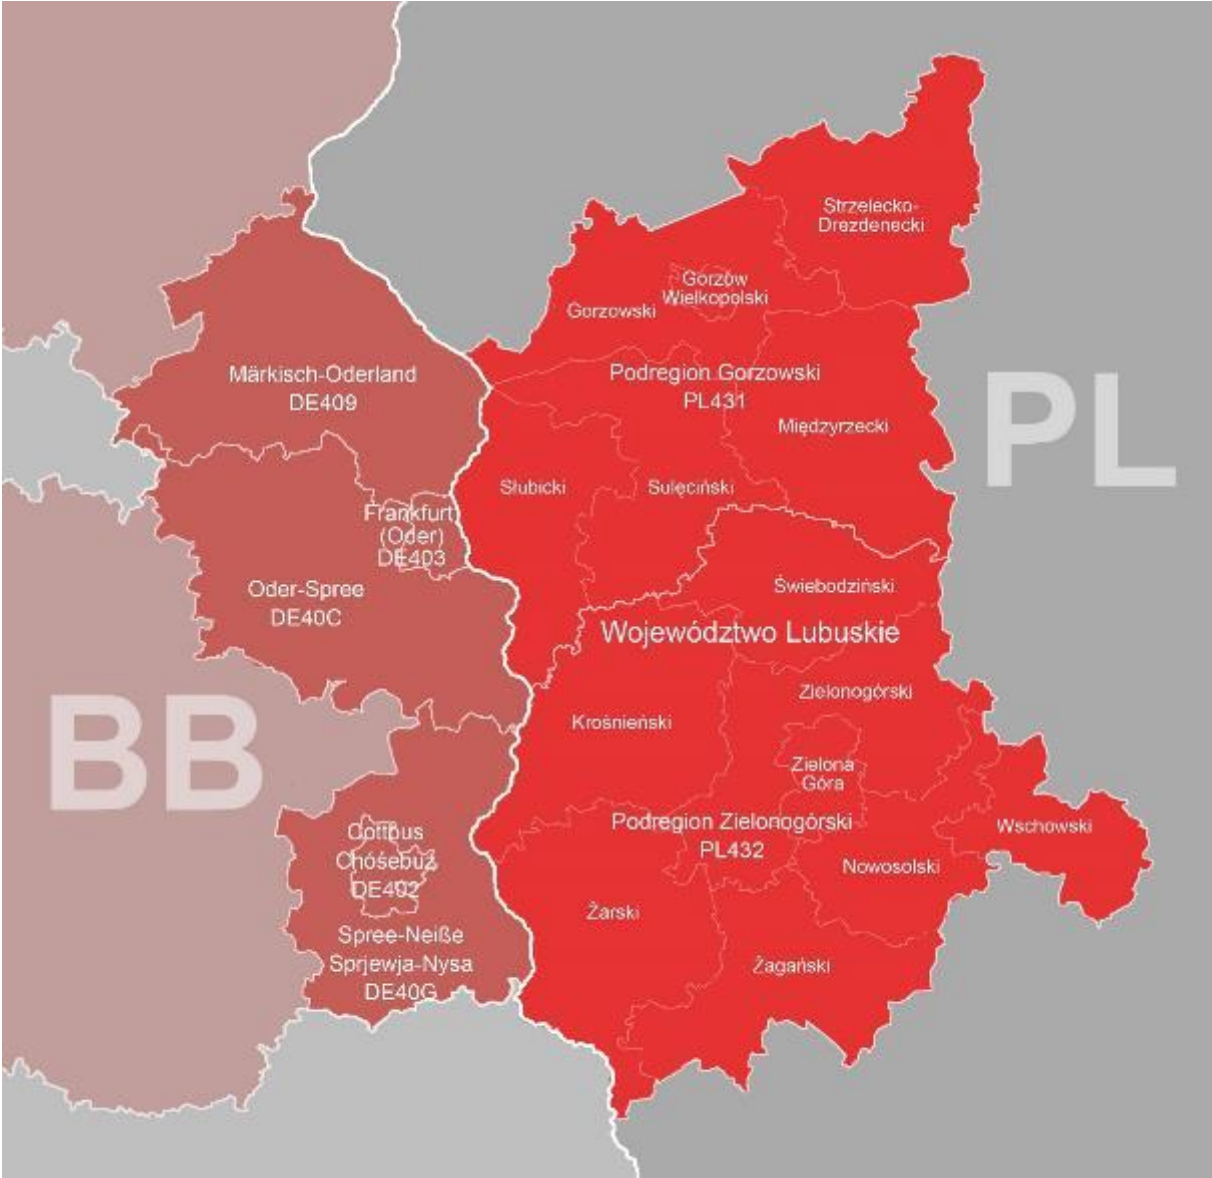 Strzelecko-
Drezdenecki
Gorzów
Wielkopolski
Gorzowski
Märkisch-Oderland
DE409
Podregion Gorzowski
PL431
PL
Międzyrzecki
Słubicki
Sulęciński
Frankfurt
(Oder)
DE403
Oder-Spree
DE40C
Świebodziński
Województwo Lubuskie
Zielonogórski
Krośnieński
BB
Zielona
Góra
Podregion Zielonogórski
PL432
Wschowski
Cottbus
Chóśebuz
DE402
Nowosolski
Żarski
Spree-Neiße
Sprjewja-Nysa
DE40G
Żagański